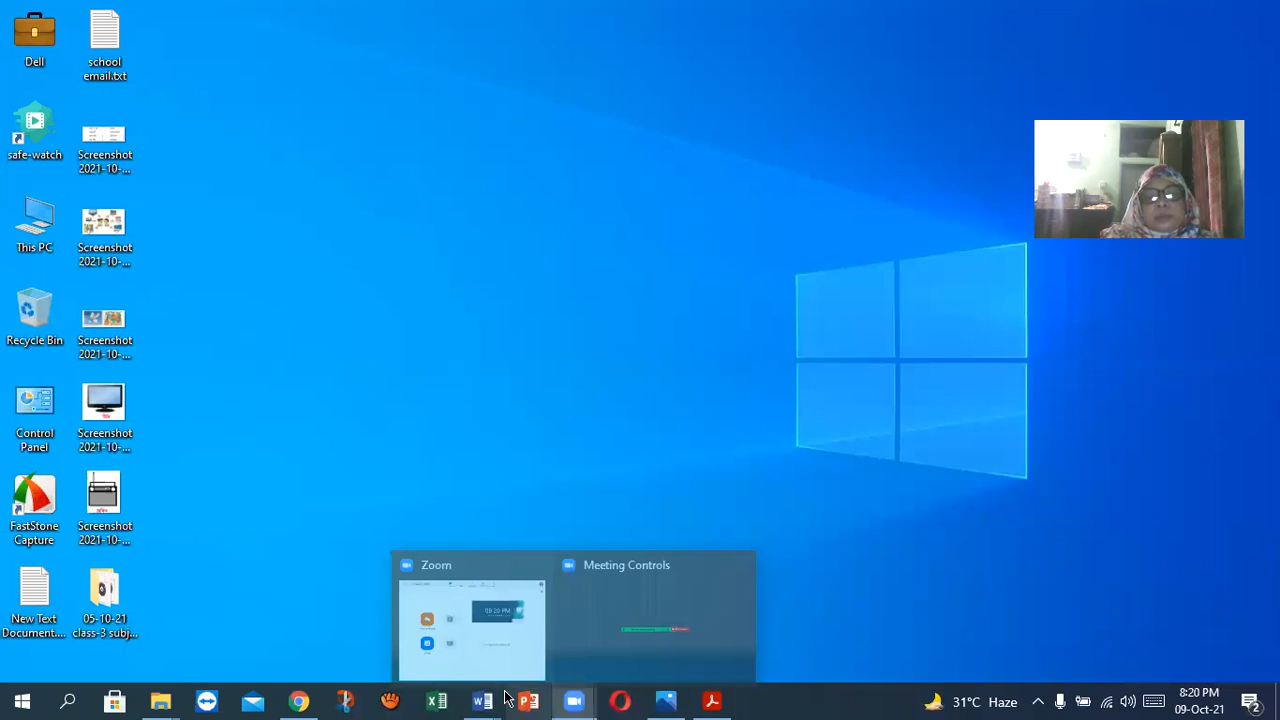 Dell
school
email.txt
safe-watch
Screenshot
2021-10-...
This PC
Screenshot
2021-10-...
Recycle Bin
Screenshot
2021-10-...
Control
Panel
Screenshot
2021-10-...
FastStone
Capture
Screenshot
2021-10-...
New Text
Document....
05-10-21
class-3 subj...
Zoom
Meeting Controls
31°C Haze
8:20 PM
09-Oct-21
2